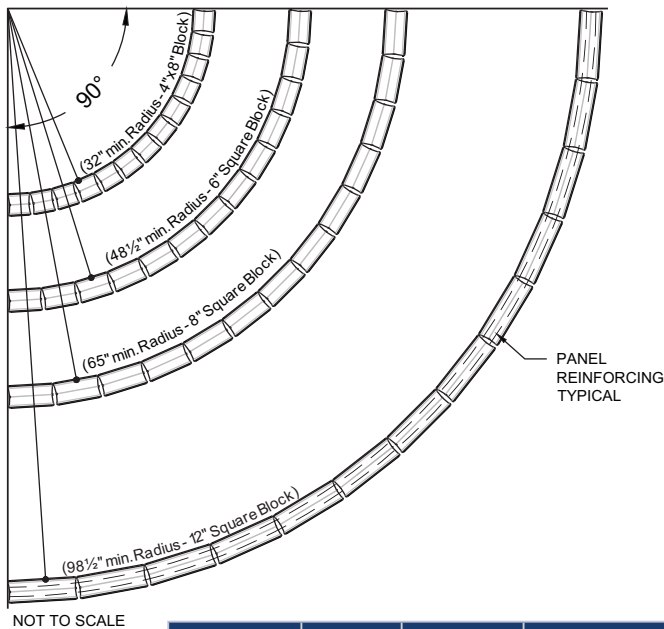 90°
(32" min. Radius - 4"x8" Block)
(48½" min. Radius - 6" Square Block)
(65" min. Radius - 8" Square Block)
PANEL
REINFORCING
TYPICAL
(98½" min. Radius - 12" Square Block)
NOT TO SCALE